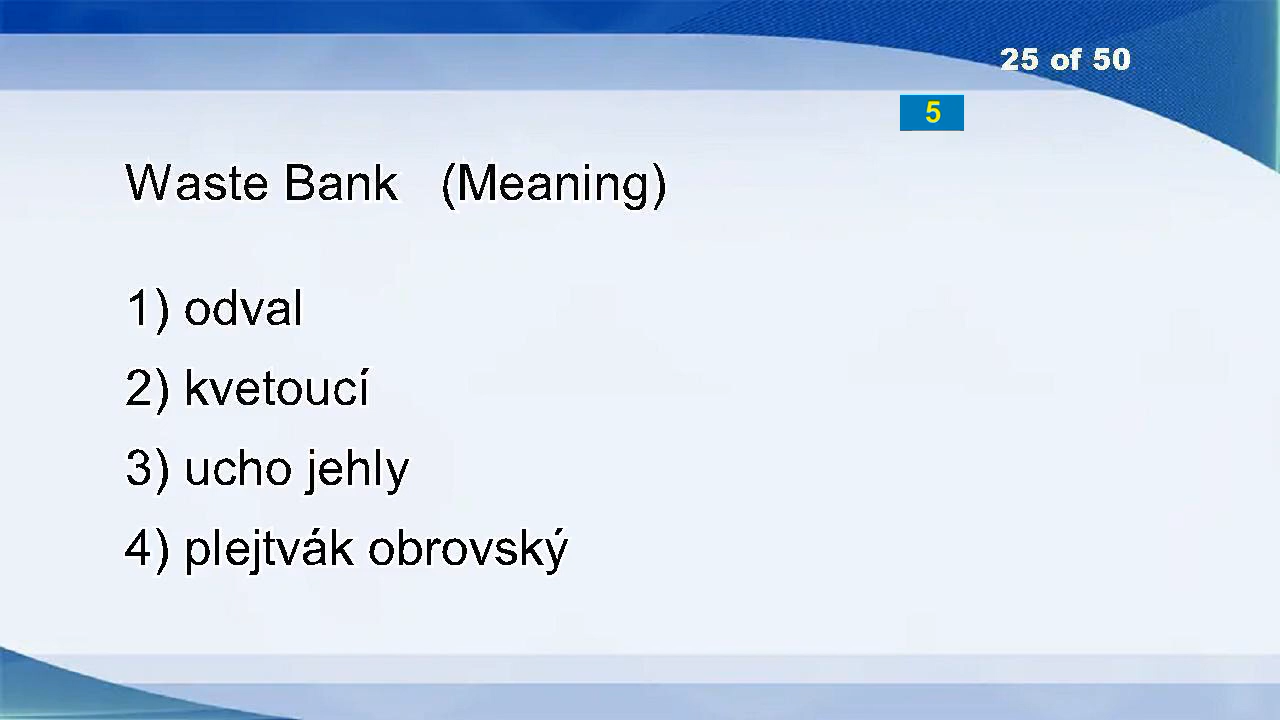 25 of 50
5
Waste Bank (Meaning)
1) odval
2) kvetoucí
3) ucho jehly
4) plejtvák obrovský